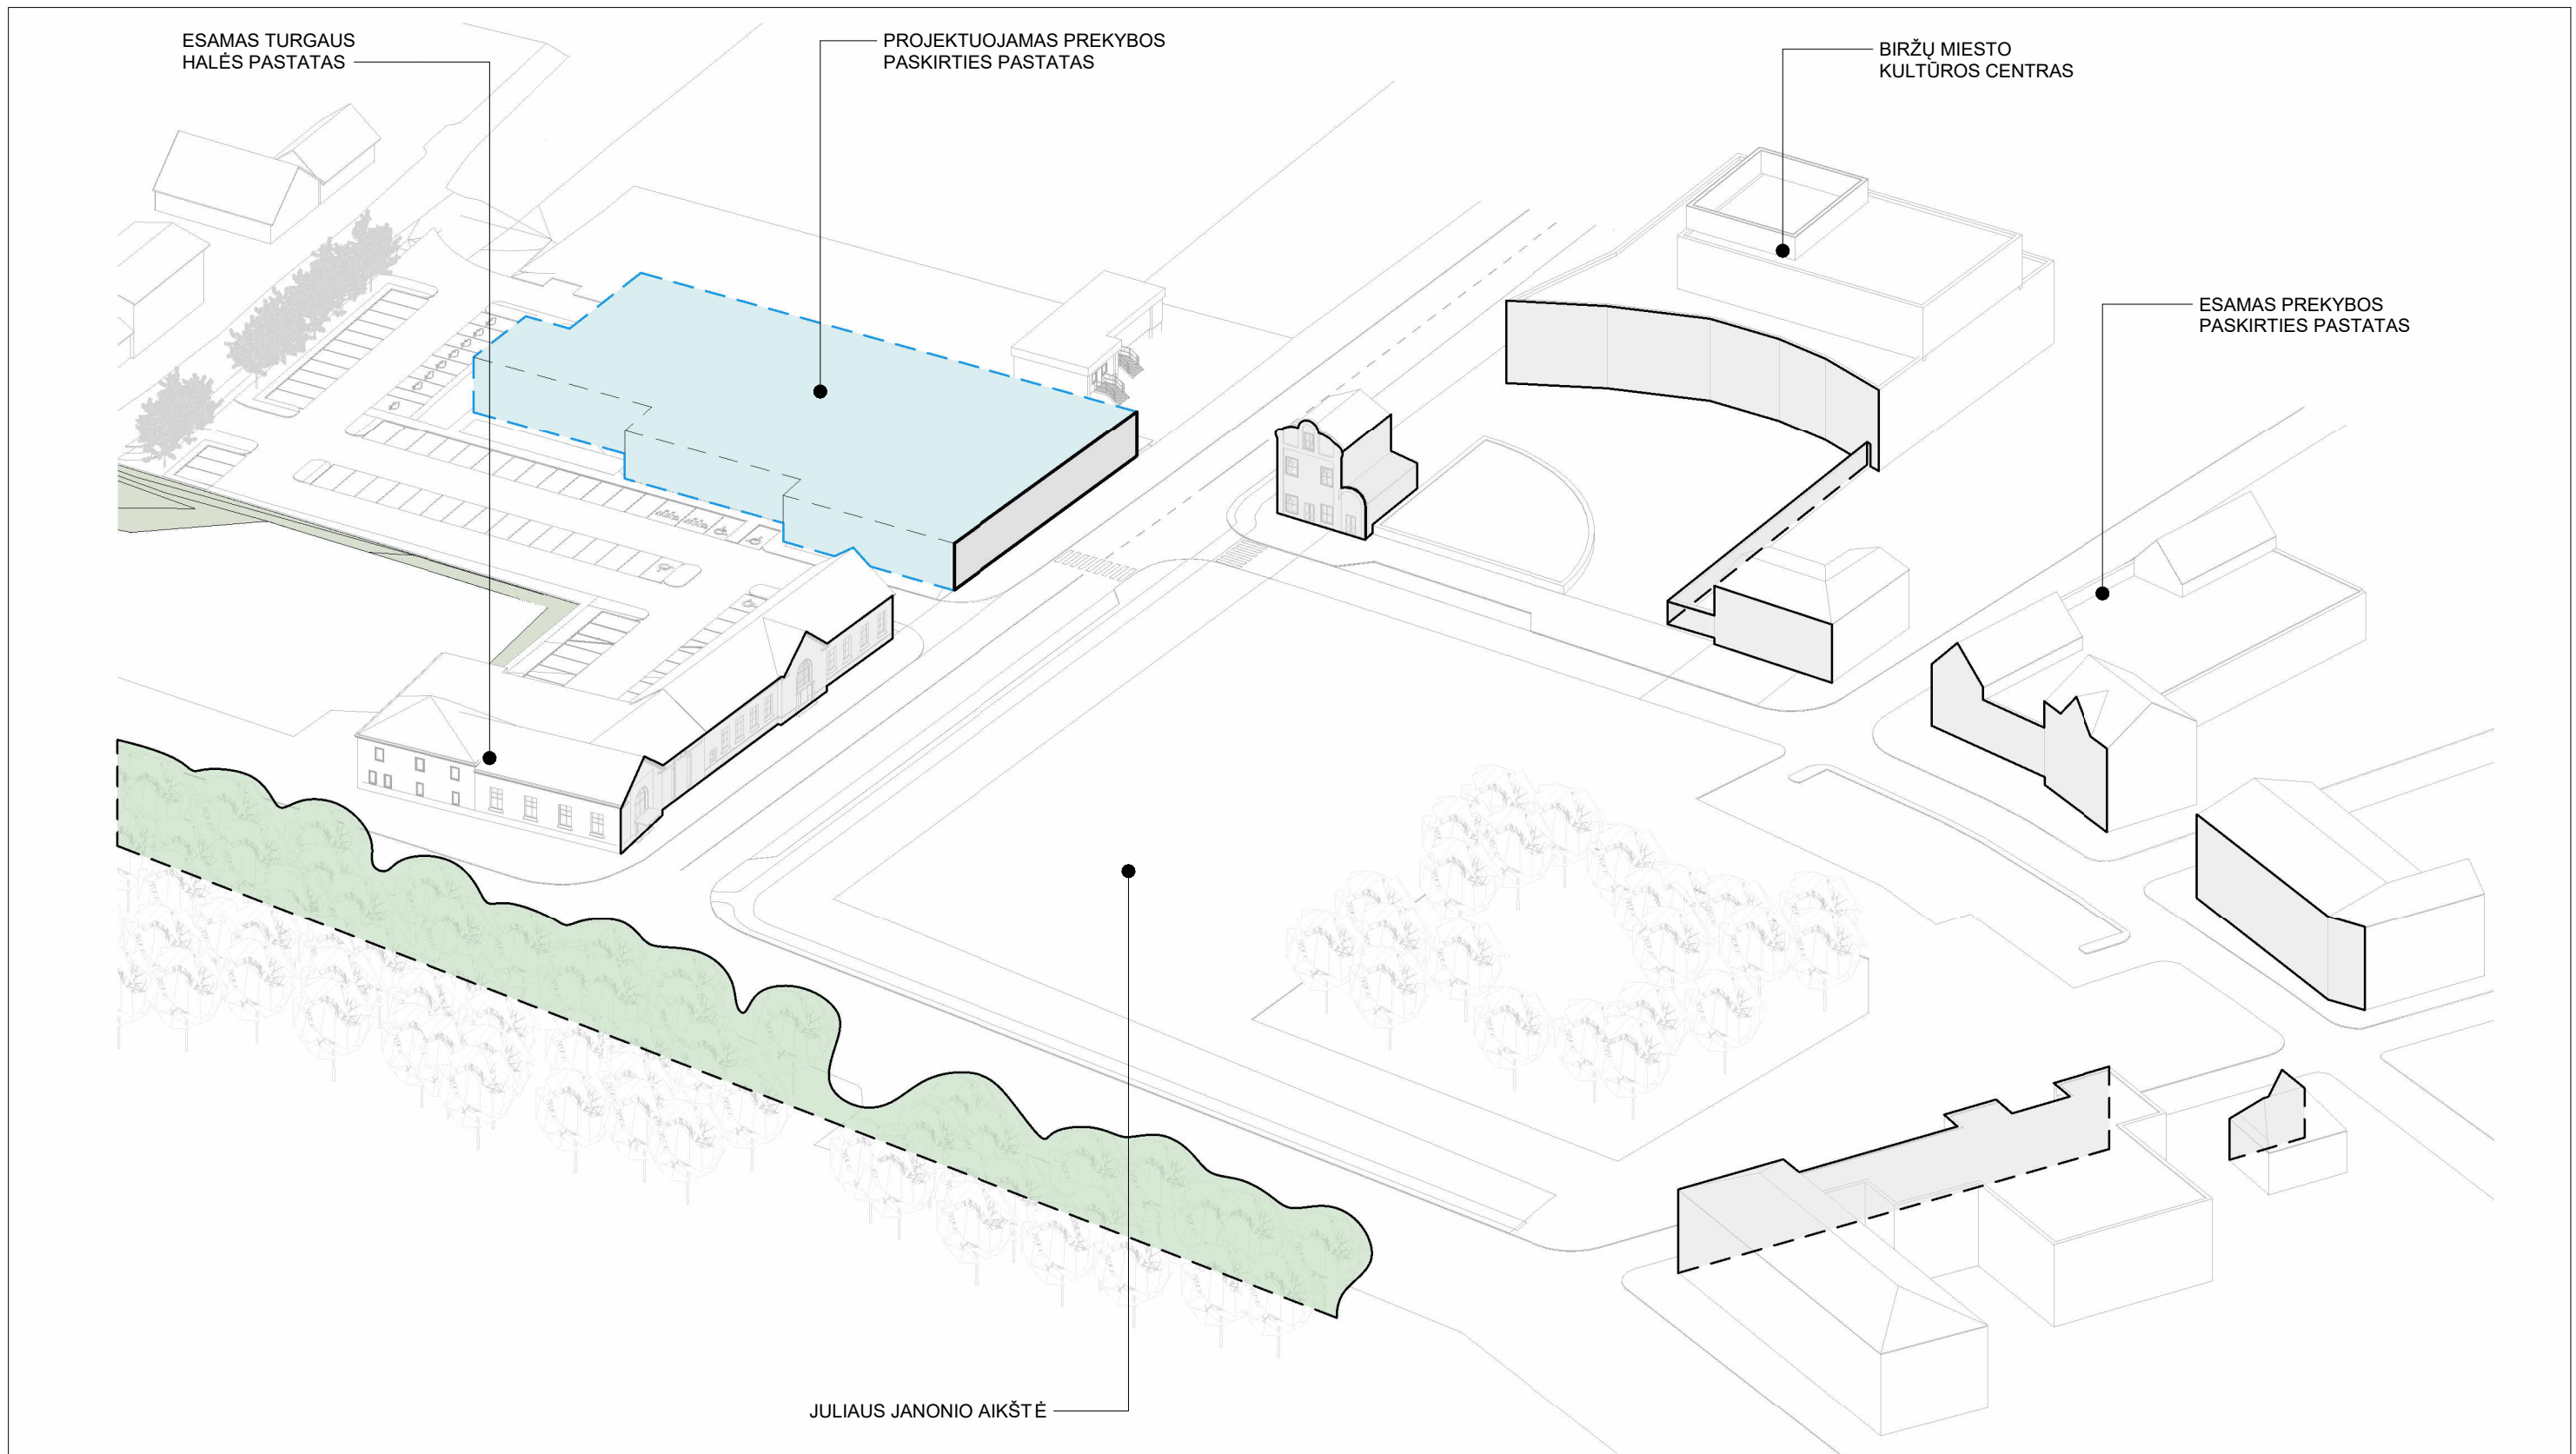 ESAMAS TURGAUS
HALĖS PASTATAS
PROJEKTUOJAMAS PREKYBOS
PASKIRTIES PASTATAS
BIRŽŲ MIESTO
KULTŪROS CENTRAS
ESAMAS PREKYBOS
PASKIRTIES PASTATAS
JULIAUS JANONIO AIKŠTĖ